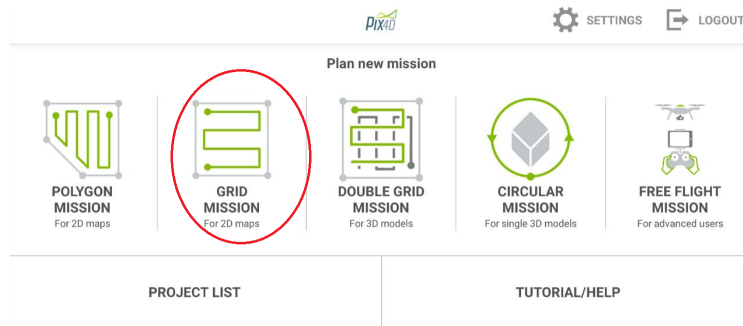 PIX4D
SETTINGS
LOGOUT
Plan new mission
POLYGON
MISSION
For 2D maps
GRID
MISSION
For 2D maps
DOUBLE GRID
MISSION
For 3D models
CIRCULAR
MISSION
For single 3D models
FREE FLIGHT
MISSION
For advanced users
PROJECT LIST
TUTORIAL/HELP